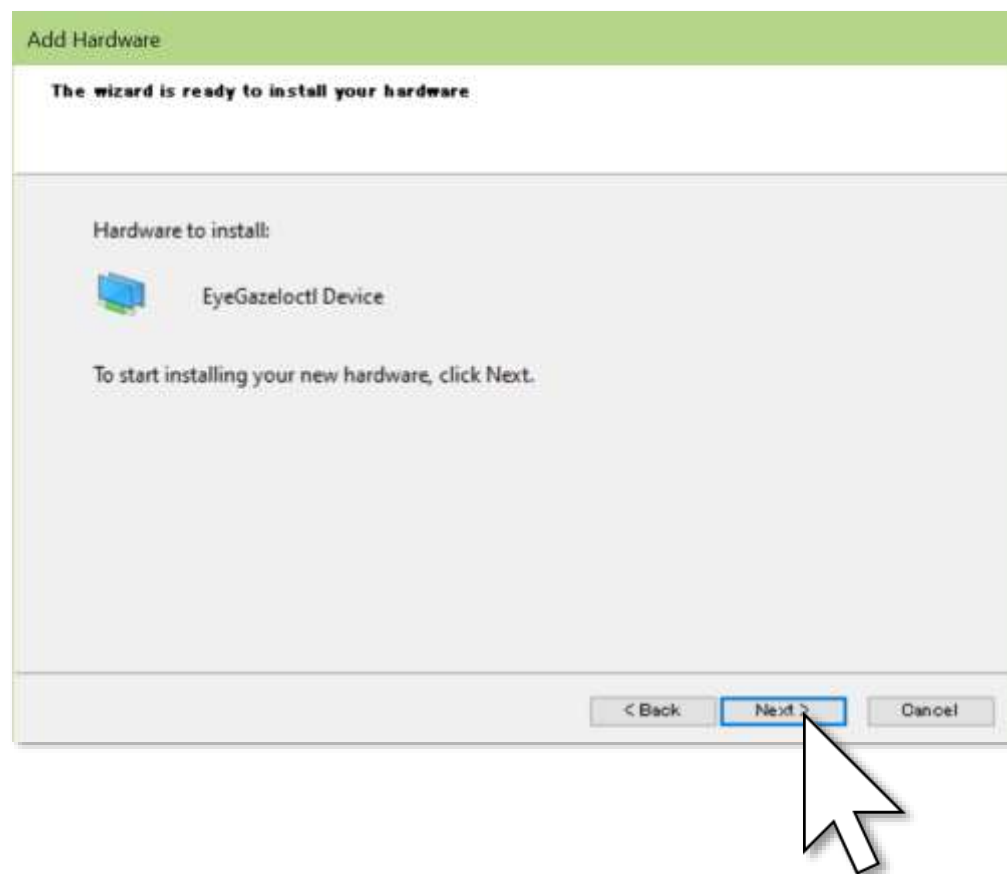 Add Hardware
The wizard is ready to install your hardware
Hardware to install:
EyeGazeIoctl Device
To start installing your new hardware, click Next.
< Back Next > Cancel